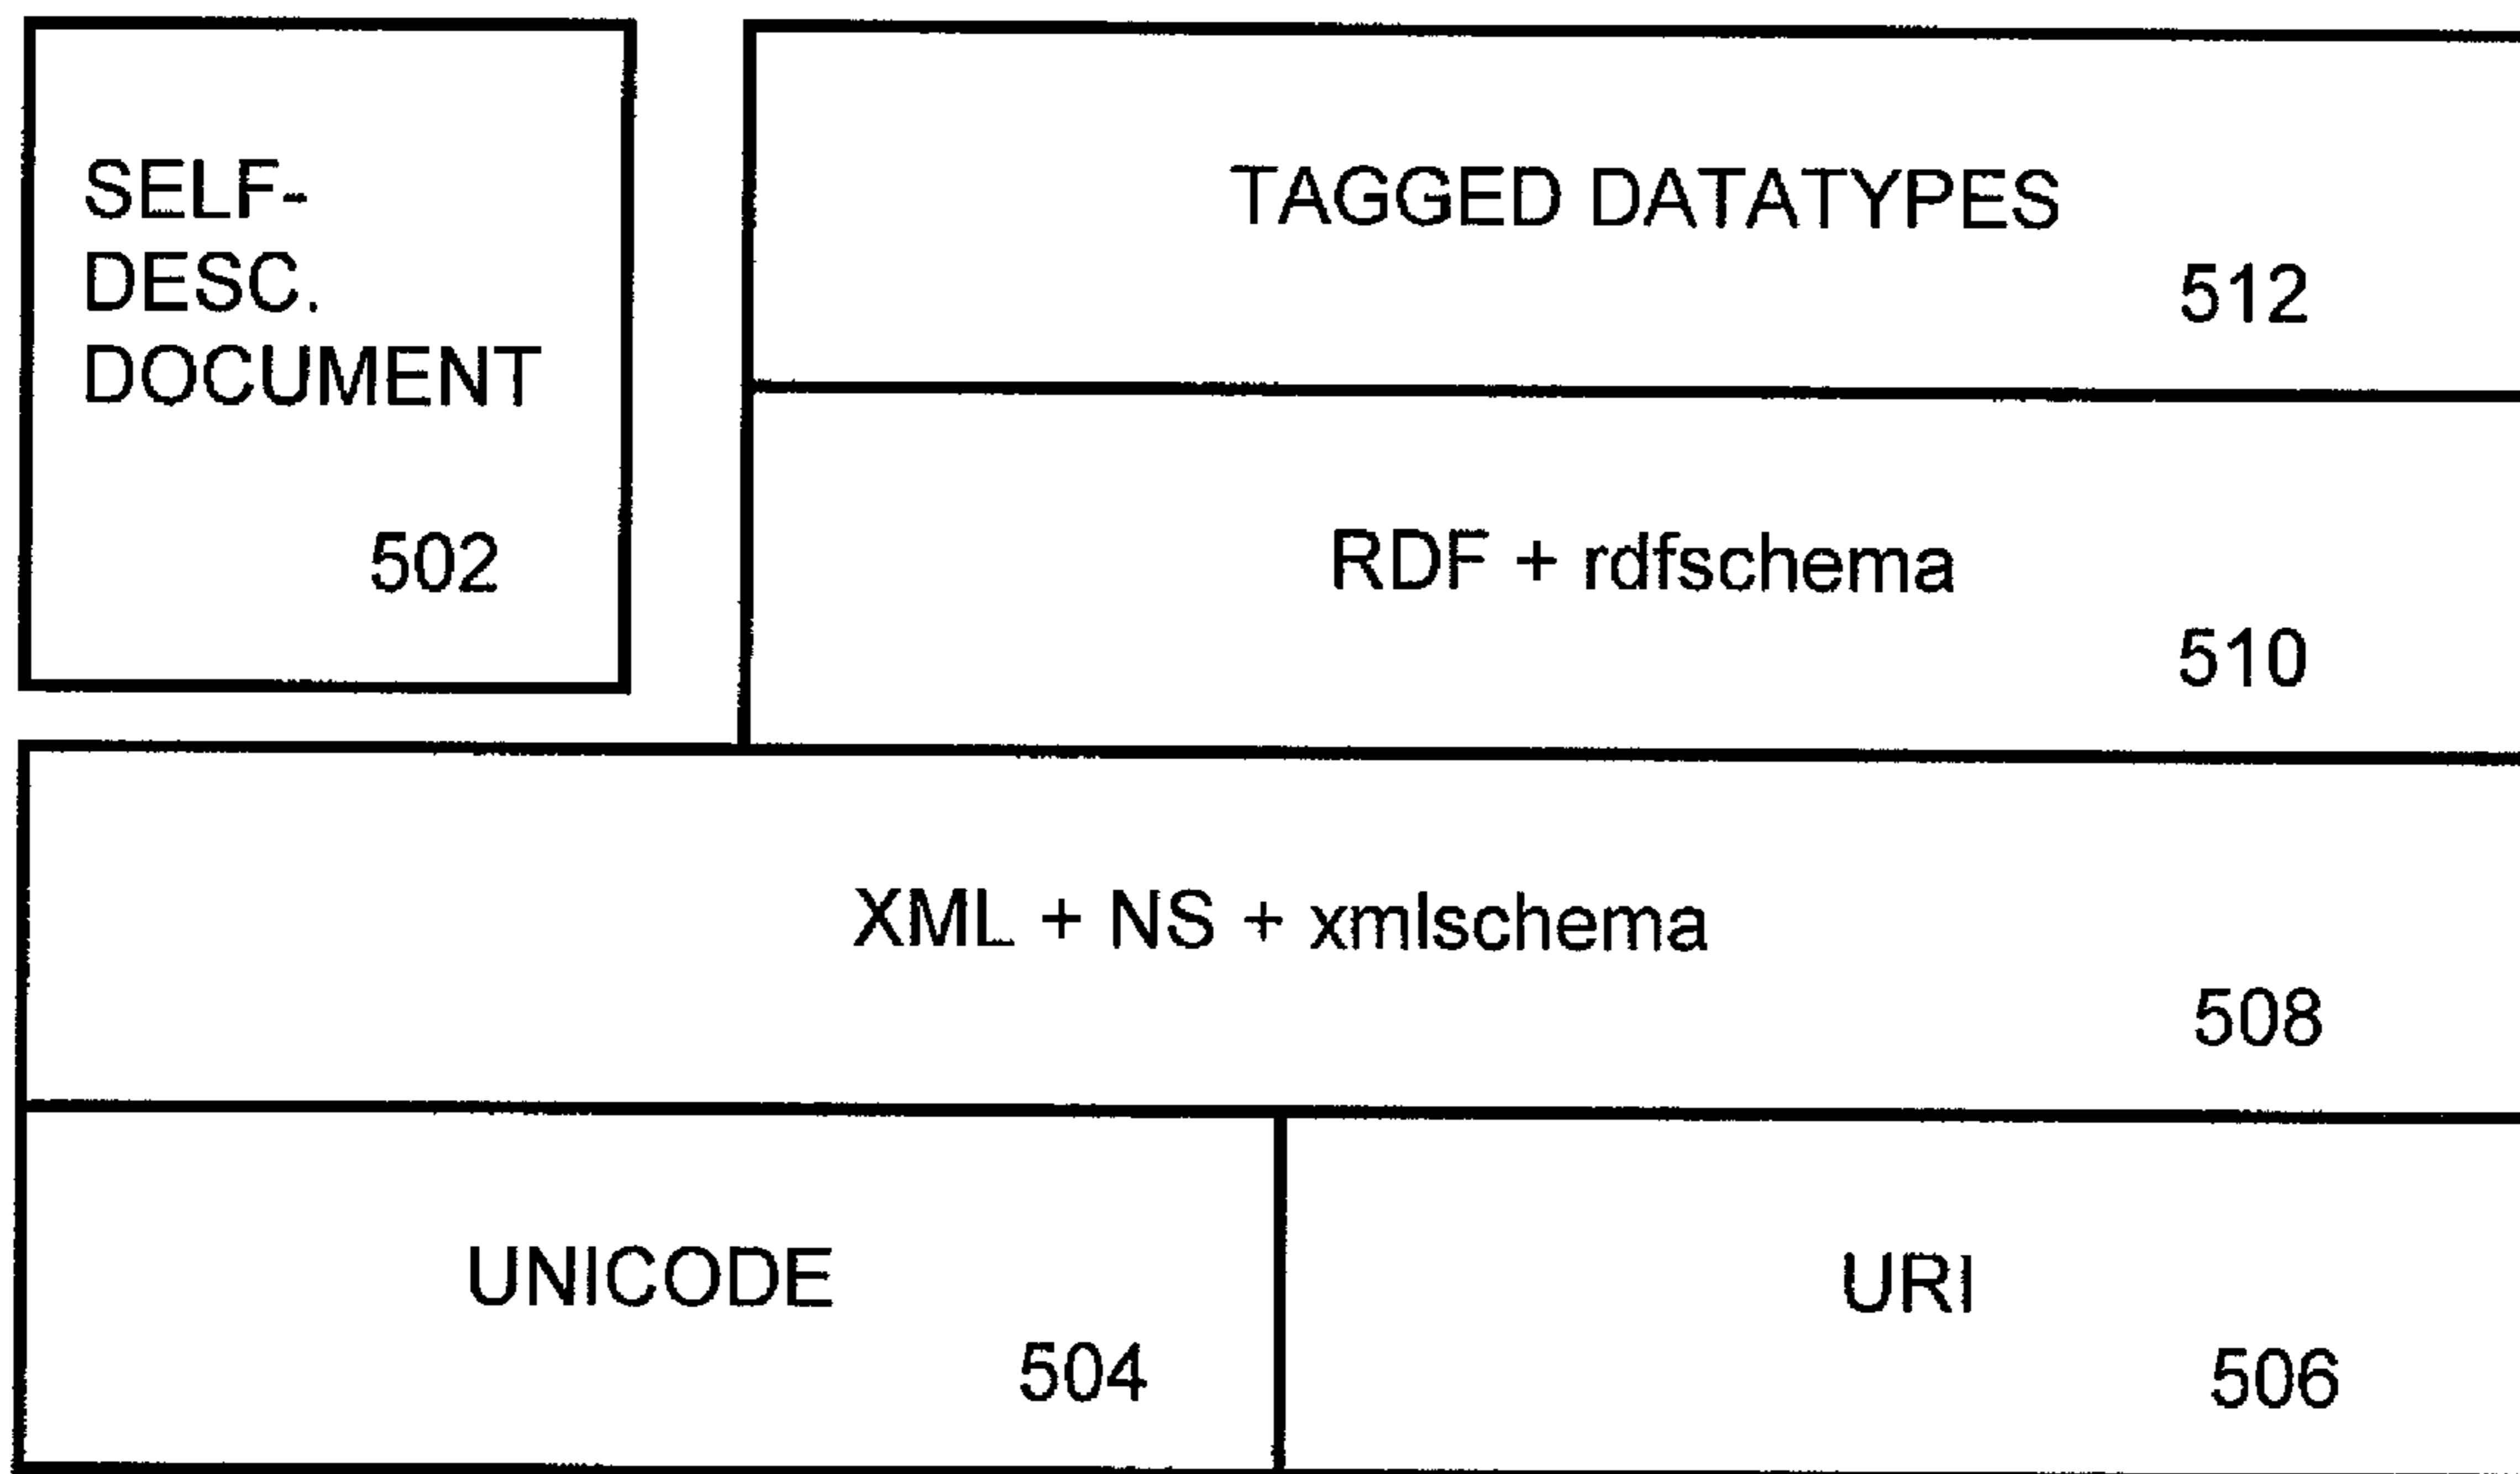 SELF-
DESC.
DOCUMENT
502
TAGGED DATATYPES
512
RDF + rdfschema
510
XML + NS + xmlschema
508
UNICODE
504
URI
506